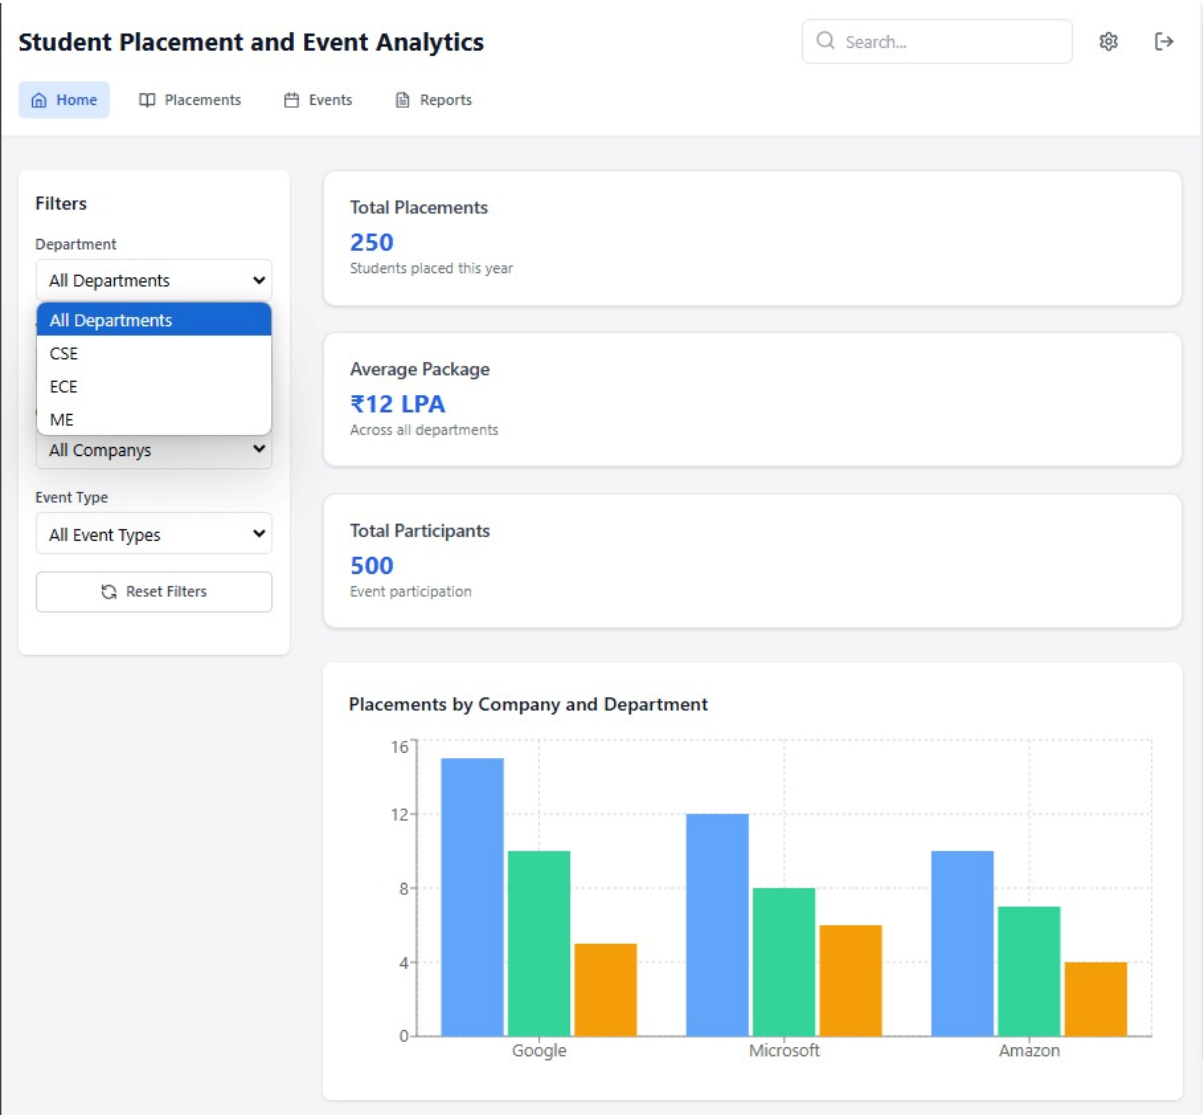 Student Placement and Event Analytics
Search...
Home
Placements
Events
Reports
Filters
Department
All Departments
All Departments
CSE
ECE
ME
All Companys
Event Type
All Event Types
Reset Filters
Total Placements
250
Students placed this year
Average Package
₹12 LPA
Across all departments
Total Participants
500
Event participation
Placements by Company and Department
16
12
8
4
0
Google
Microsoft
Amazon